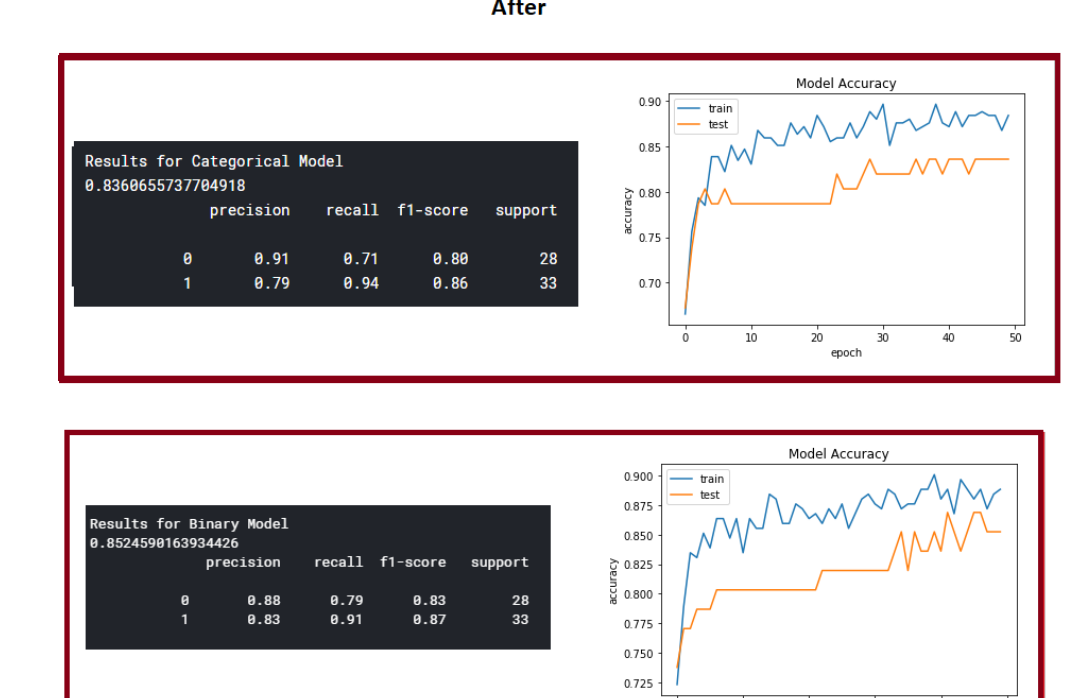 After
Results for Categorical Model
0.8360655737704918
precision recall f1-score support
0 0.91 0.71 0.80 28
1 0.79 0.94 0.86 33
Model Accuracy
train
test
0.90
0.85
0.80
0.75
0.70
accuracy
0 10 20 30 40 50
epoch
Results for Binary Model
0.8524590163934426
precision recall f1-score support
0 0.88 0.79 0.83 28
1 0.83 0.91 0.87 33
Model Accuracy
train
test
0.900
0.875
0.850
0.825
0.800
0.775
0.750
0.725
accuracy